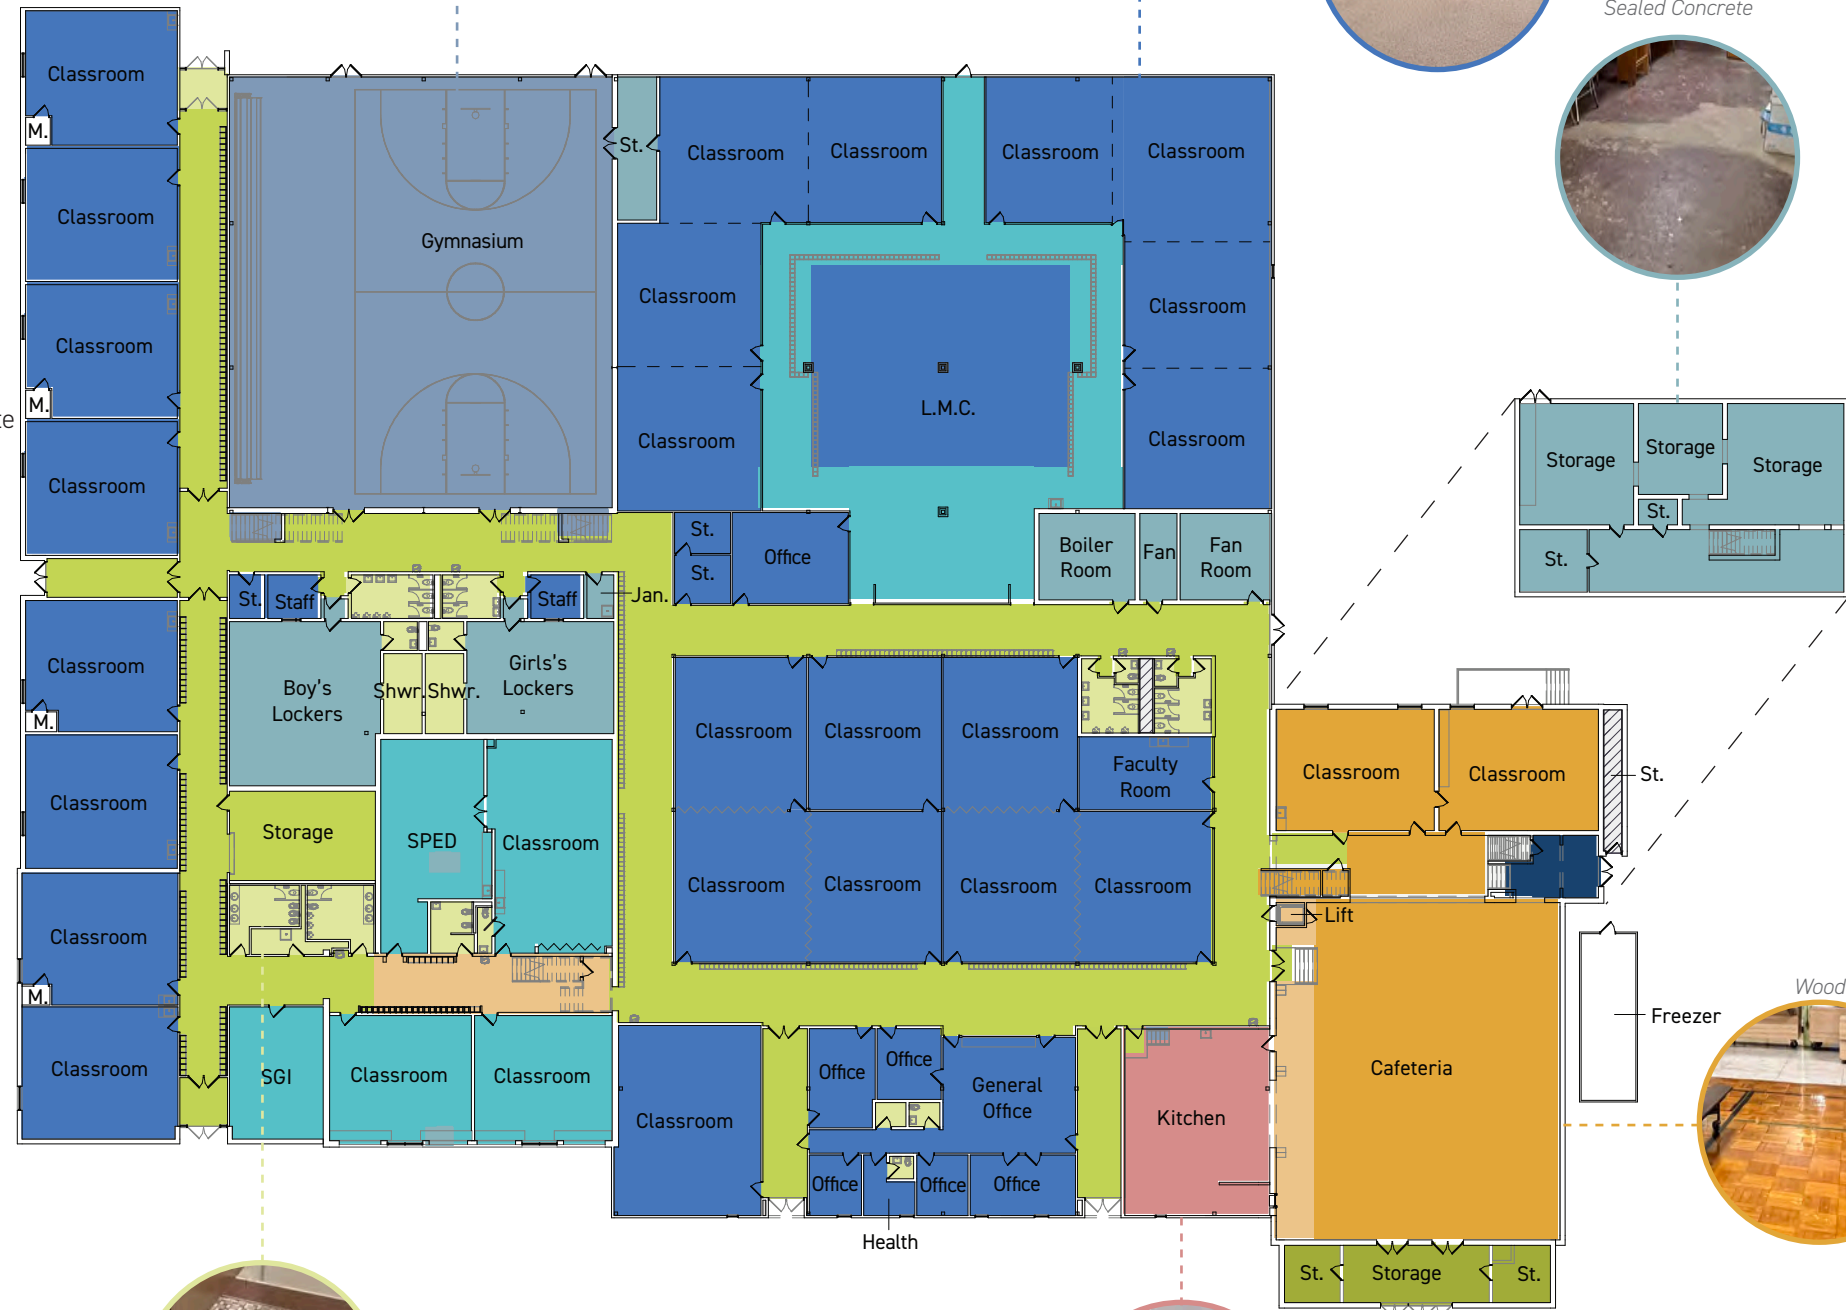 Sealed Concrete
Classroom
M.
Classroom
Classroom
M.
Classroom
Gymnasium
St.
Classroom
Classroom
Classroom
Classroom
Classroom
Classroom
Classroom
Classroom
L.M.C.
Storage
Storage
Storage
St.
St.
St.
St.
Office
Boiler
Room
Fan
Fan
Room
St.
Staff
Staff
Jan.
Classroom
M.
Boy's
Lockers
Shwr.
Shwr.
Girls's
Lockers
Classroom
Classroom
Classroom
Faculty
Room
Classroom
Classroom
St.
Classroom
Storage
SPED
Classroom
Classroom
Classroom
Classroom
Classroom
Classroom
M.
Lift
Wood
Freezer
Classroom
SGI
Classroom
Classroom
Classroom
Office
Office
General
Office
Office
Office
Office
Health
Kitchen
Cafeteria
St.
Storage
St.